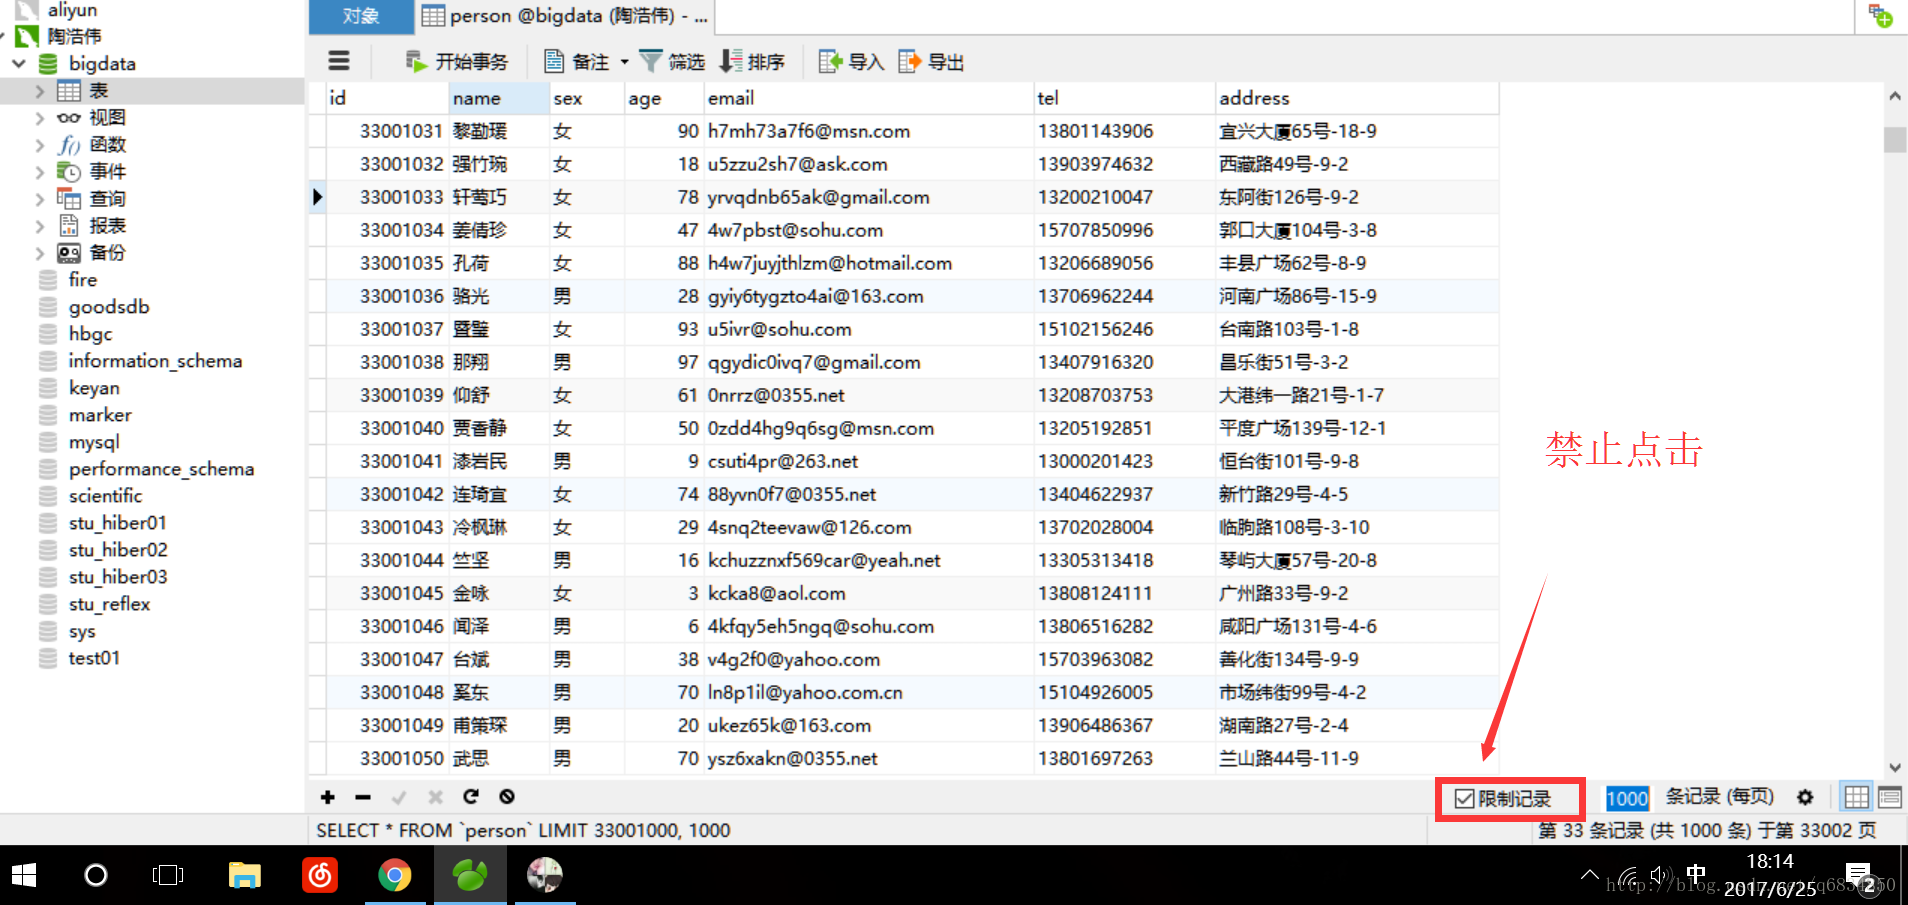 aliyun
陶浩伟
bigdata
表
视图
函数
事件
查询
报表
备份
fire
goodsdb
hbgc
information_schema
keyan
marker
mysql
performance_schema
scientific
stu_hiber01
stu_hiber02
stu_hiber03
stu_reflex
sys
test01
对象 person @bigdata (陶浩伟) - ...
开始事务 备注 筛选 排序 导入 导出
id name sex age email tel address
33001031 黎勒瑗 女 90 h7mh73a7f6@msn.com 13801143906 宜兴大厦65号-18-9
33001032 强竹琬 女 18 u5zzu2sh7@ask.com 13903974632 西藏路49号-9-2
33001033 轩莺巧 女 78 yrvqdnb65ak@gmail.com 13200210047 东阿街126号-9-2
33001034 姜倩珍 女 47 4w7pbst@sohu.com 15707850996 郭口大厦104号-3-8
33001035 孔荷 女 88 h4w7juyjthlzm@hotmail.com 13206689056 丰县广场62号-8-9
33001036 骆光 男 28 gyiy6tygzto4ai@163.com 13706962244 河南广场86号-15-9
33001037 暨璧 女 93 u5ivr@sohu.com 15102156246 台南路103号-1-8
33001038 那翔 男 97 qgydic0ivq7@gmail.com 13407916320 昌乐街51号-3-2
33001039 仰舒 女 61 0nrrz@0355.net 13208703753 大港纬一路21号-1-7
33001040 贾香静 女 50 0zdd4hg9q6sg@msn.com 13205192851 平度广场139号-12-1
33001041 漆岩民 男 9 csuti4pr@263.net 13000201423 恒台街101号-9-8
33001042 连琦宜 女 74 88yvn0f7@0355.net 13404622937 新竹路29号-4-5
33001043 冷枫琳 女 29 4snq2teevaw@126.com 13702028004 临朐路108号-3-10
33001044 竺坚 男 16 kchuzznxf569car@yeah.net 13305313418 琴屿大厦57号-20-8
33001045 金咏 女 3 kcka8@aol.com 13808124111 广州路33号-9-2
33001046 闻泽 男 6 4kfqy5eh5ngq@sohu.com 13806516282 咸阳广场131号-4-6
33001047 台斌 男 38 v4g2f0@yahoo.com 15703963082 善化街134号-9-9
33001048 奚东 男 70 ln8p1il@yahoo.com.cn 15104926005 市场纬街99号-4-2
33001049 甫策琛 男 20 ukez65k@163.com 13906486367 湖南路27号-2-4
33001050 武思 男 70 ysz6xakn@0355.net 13801697263 兰山路44号-11-9
禁止点击
限制记录 1000 条记录 (每页)
SELECT * FROM `person` LIMIT 33001000, 1000 第 33 条记录 (共 1000 条) 于第 33002 页
中 18:14
2017/6/25
2